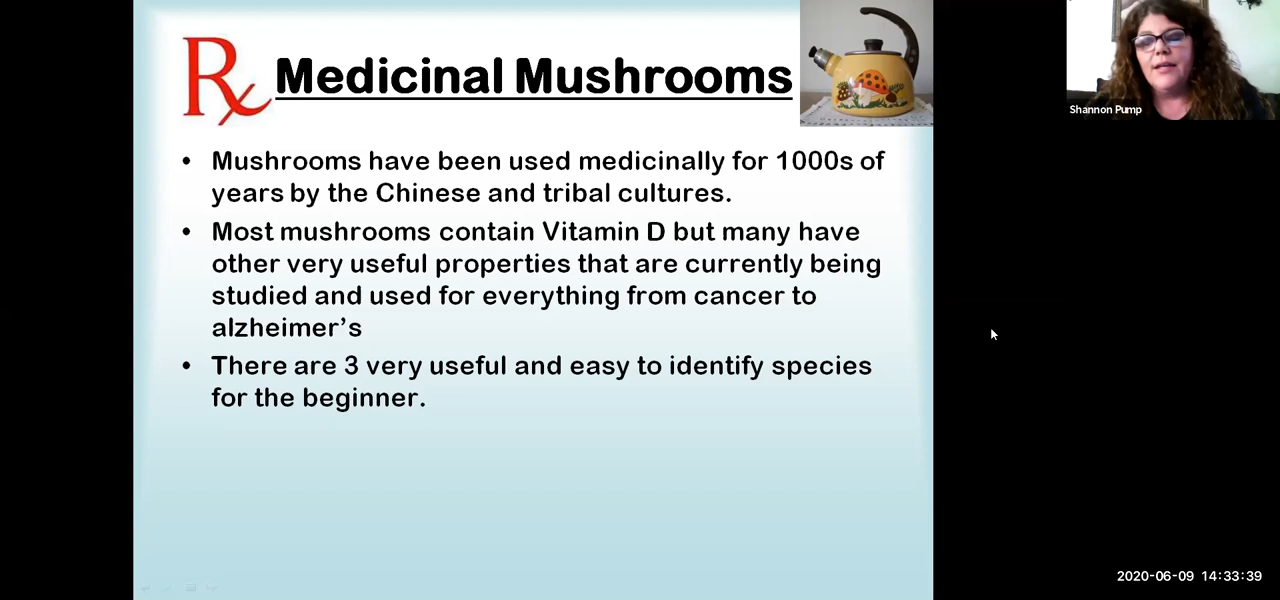 Rx Medicinal Mushrooms
Shannon Pump
• Mushrooms have been used medicinally for 1000s of
years by the Chinese and tribal cultures.
• Most mushrooms contain Vitamin D but many have
other very useful properties that are currently being
studied and used for everything from cancer to
alzheimer’s
• There are 3 very useful and easy to identify species
for the beginner.
2020-06-09 14:33:39